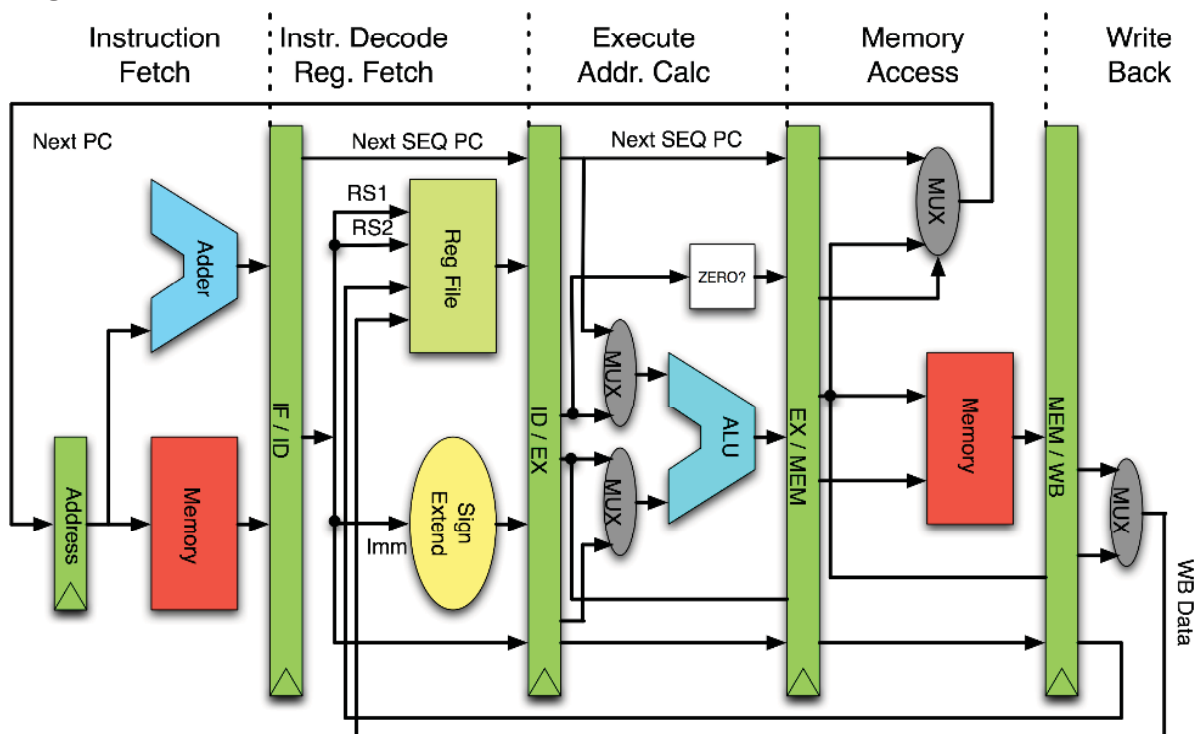 Instruction
Fetch
Instr. Decode
Reg. Fetch
Execute
Addr. Calc
Memory
Access
Write
Back
Next PC
Next SEQ PC
Next SEQ PC
RS1
RS2
Reg File
MUX
Adder
ZERO?
MUX
IF / ID
ID / EX
ALU
EX / MEM
Memory
MEM / WB
Address
Memory
Sign
Extend
Imm
MUX
MUX
WB Data